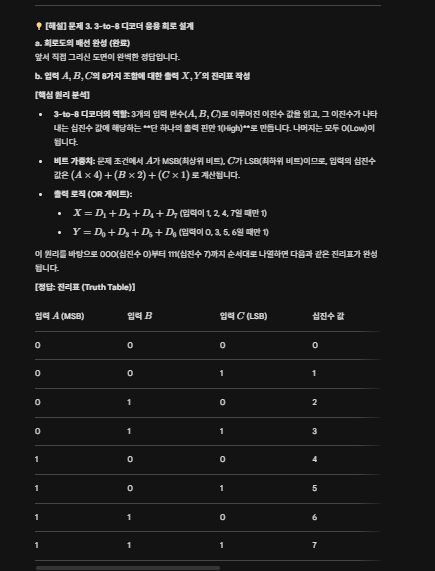 💡 [해설] 문제 3. 3-to-8 디코더 응용 회로 설계
a. 회로도의 배선 완성 (완료)
앞서 직접 그리신 도면이 완벽한 정답입니다.
b. 입력 A, B, C의 8가지 조합에 대한 출력 X, Y의 진리표 작성
[핵심 원리 분석]
• 3-to-8 디코더의 역할: 3개의 입력 변수(A, B, C)로 이루어진 이진수 값을 읽고, 그 이진수가 나타
내는 십진수 값에 해당하는 **단 하나의 출력 핀만 1(High)**로 만듭니다. 나머지는 모두 0(Low)이
됩니다.
• 비트 가중치: 문제 조건에서 A가 MSB(최상위 비트), C가 LSB(최하위 비트)이므로, 입력의 십진수
값은 (A × 4) + (B × 2) + (C × 1) 로 계산됩니다.
• 출력 로직 (OR 게이트):
• X = D₁ + D₂ + D₄ + D₇ (입력이 1, 2, 4, 7일 때만 1)
• Y = D₀ + D₃ + D₅ + D₆ (입력이 0, 3, 5, 6일 때만 1)
이 원리를 바탕으로 000(십진수 0)부터 111(십진수 7)까지 순서대로 나열하면 다음과 같은 진리표가 완성
됩니다.
[정답: 진리표 (Truth Table)]
입력 A (MSB) 입력 B 입력 C (LSB) 십진수 값
0 0 0 0
0 0 1 1
0 1 0 2
0 1 1 3
1 0 0 4
1 0 1 5
1 1 0 6
1 1 1 7